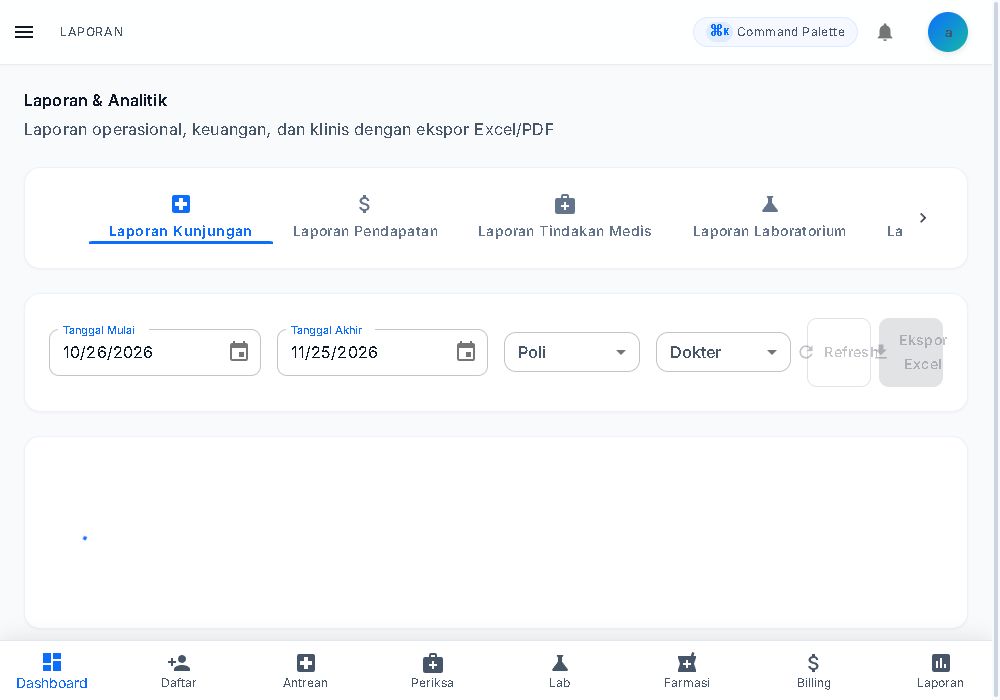 LAPORAN
⌘K Command Palette
a
Laporan & Analitik
Laporan operasional, keuangan, dan klinis dengan ekspor Excel/PDF
Laporan Kunjungan
Laporan Pendapatan
Laporan Tindakan Medis
Laporan Laboratorium
La
Tanggal Mulai
10/26/2026
Tanggal Akhir
11/25/2026
Poli
Dokter
Refresh
Ekspor
Excel
Dashboard
Daftar
Antrean
Periksa
Lab
Farmasi
Billing
Laporan